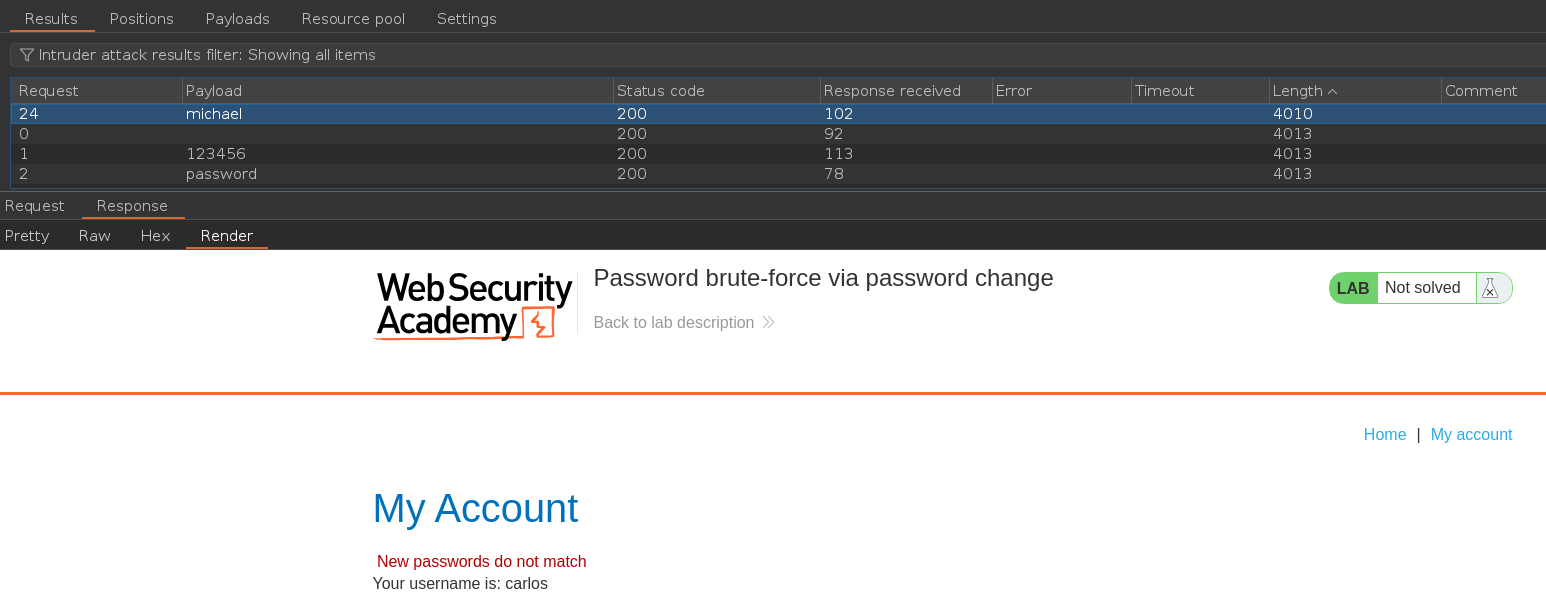 Results Positions Payloads Resource pool Settings
Intruder attack results filter: Showing all items
Request Payload Status code Response received Error Timeout Length Comment
24 michael 200 102 4010
0 200 92 4013
1 123456 200 113 4013
2 password 200 78 4013
Request Response
Pretty Raw Hex Render
Web Security
Academy
Password brute-force via password change
LAB Not solved
Back to lab description
Home | My account
My Account
New passwords do not match
Your username is: carlos